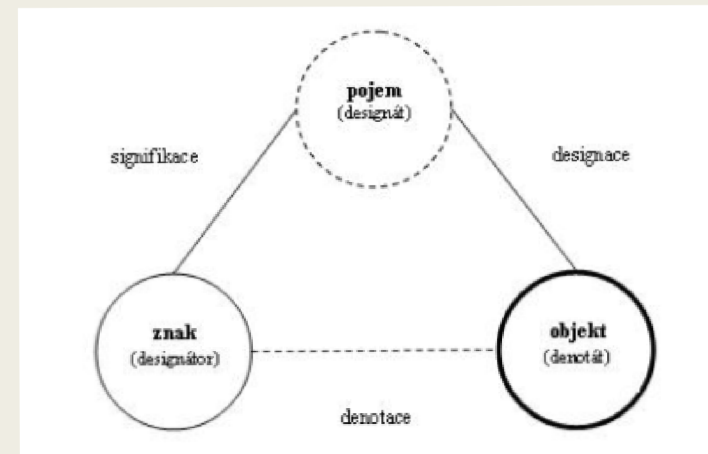 pojem
(designát)
signifikace
designace
znak
(designátor)
objekt
(denotát)
denotace